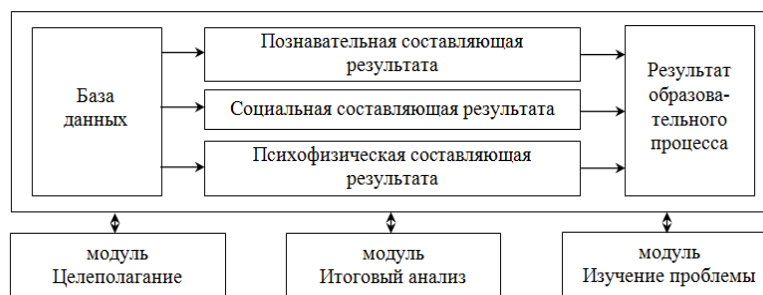 База
данных
Познавательная составляющая
результата
Социальная составляющая результата
Психофизическая составляющая
результата
Результат
образова-
тельного
процесса
модуль
Целеполагание
модуль
Итоговый анализ
модуль
Изучение проблемы